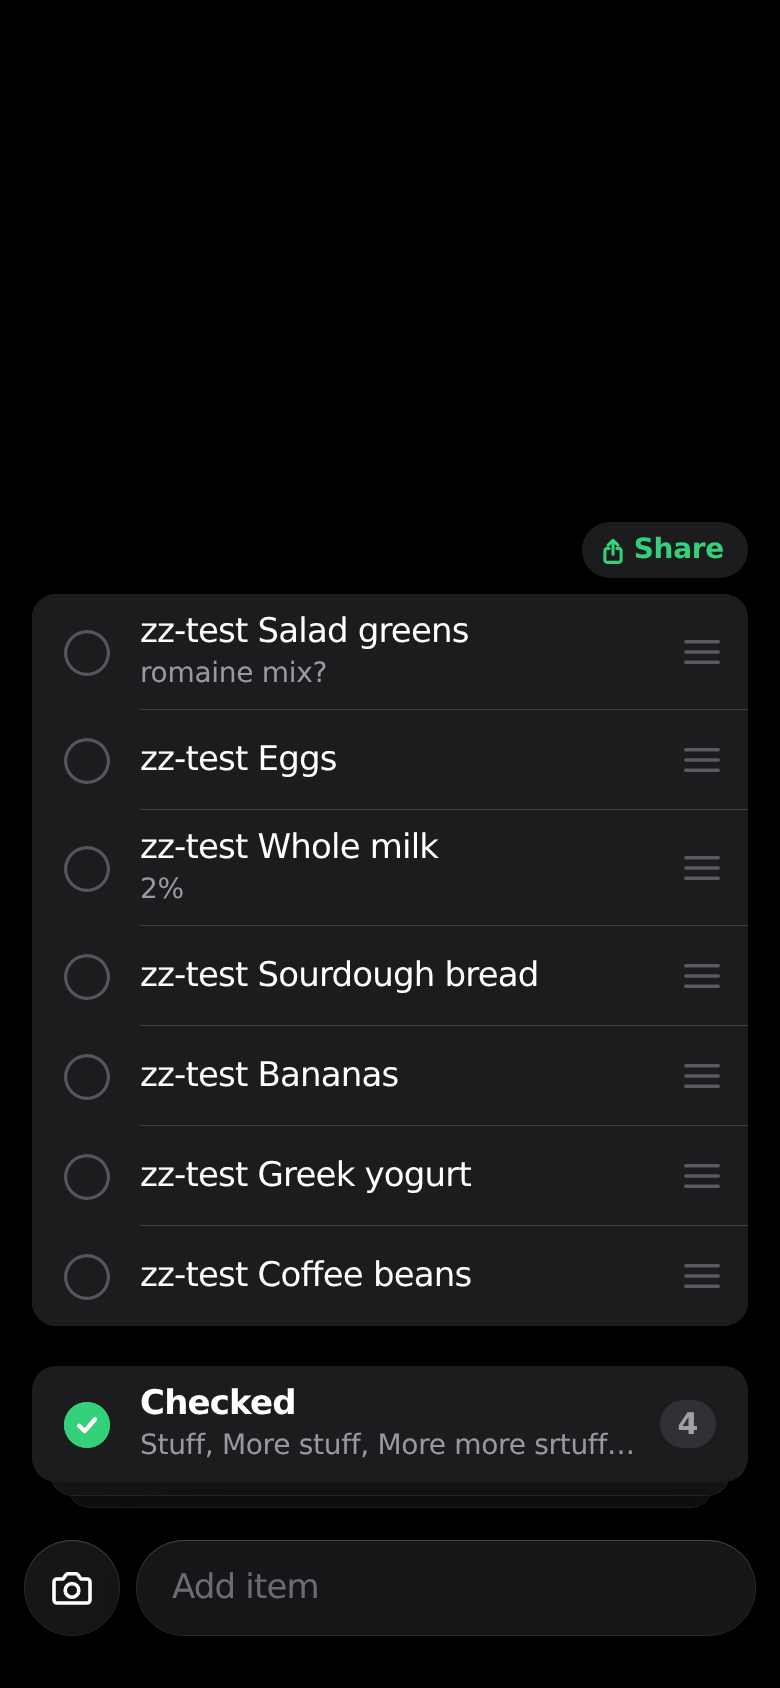 Share
zz-test Salad greens
romaine mix?
zz-test Eggs
zz-test Whole milk
2%
zz-test Sourdough bread
zz-test Bananas
zz-test Greek yogurt
zz-test Coffee beans
Checked
Stuff, More stuff, More more srtuff...
4
Add item